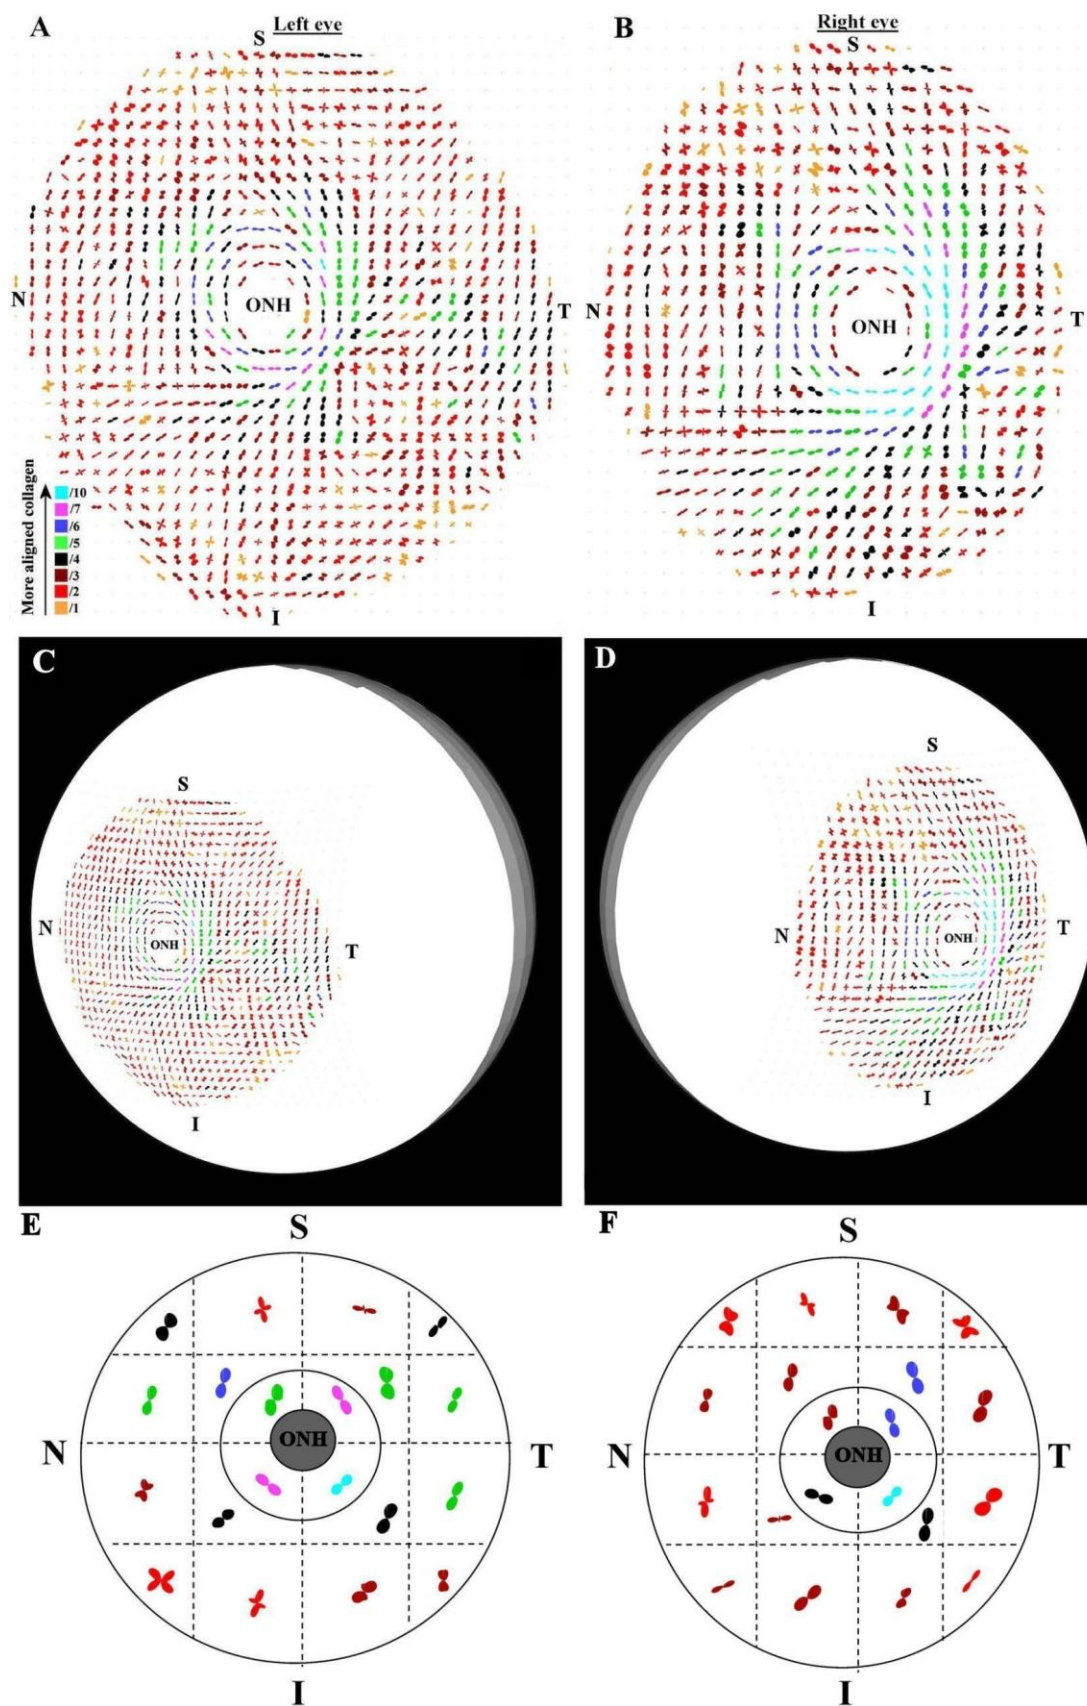 A
Left eye
S
N
ONH
T
I
More aligned collagen
/10
/7
/6
/5
/4
/3
/2
/1
B
Right eye
S
N
ONH
T
I
C
S
N
ONH
T
I
D
S
N
ONH
T
I
E
S
N
ONH
T
I
F
S
N
ONH
T
I